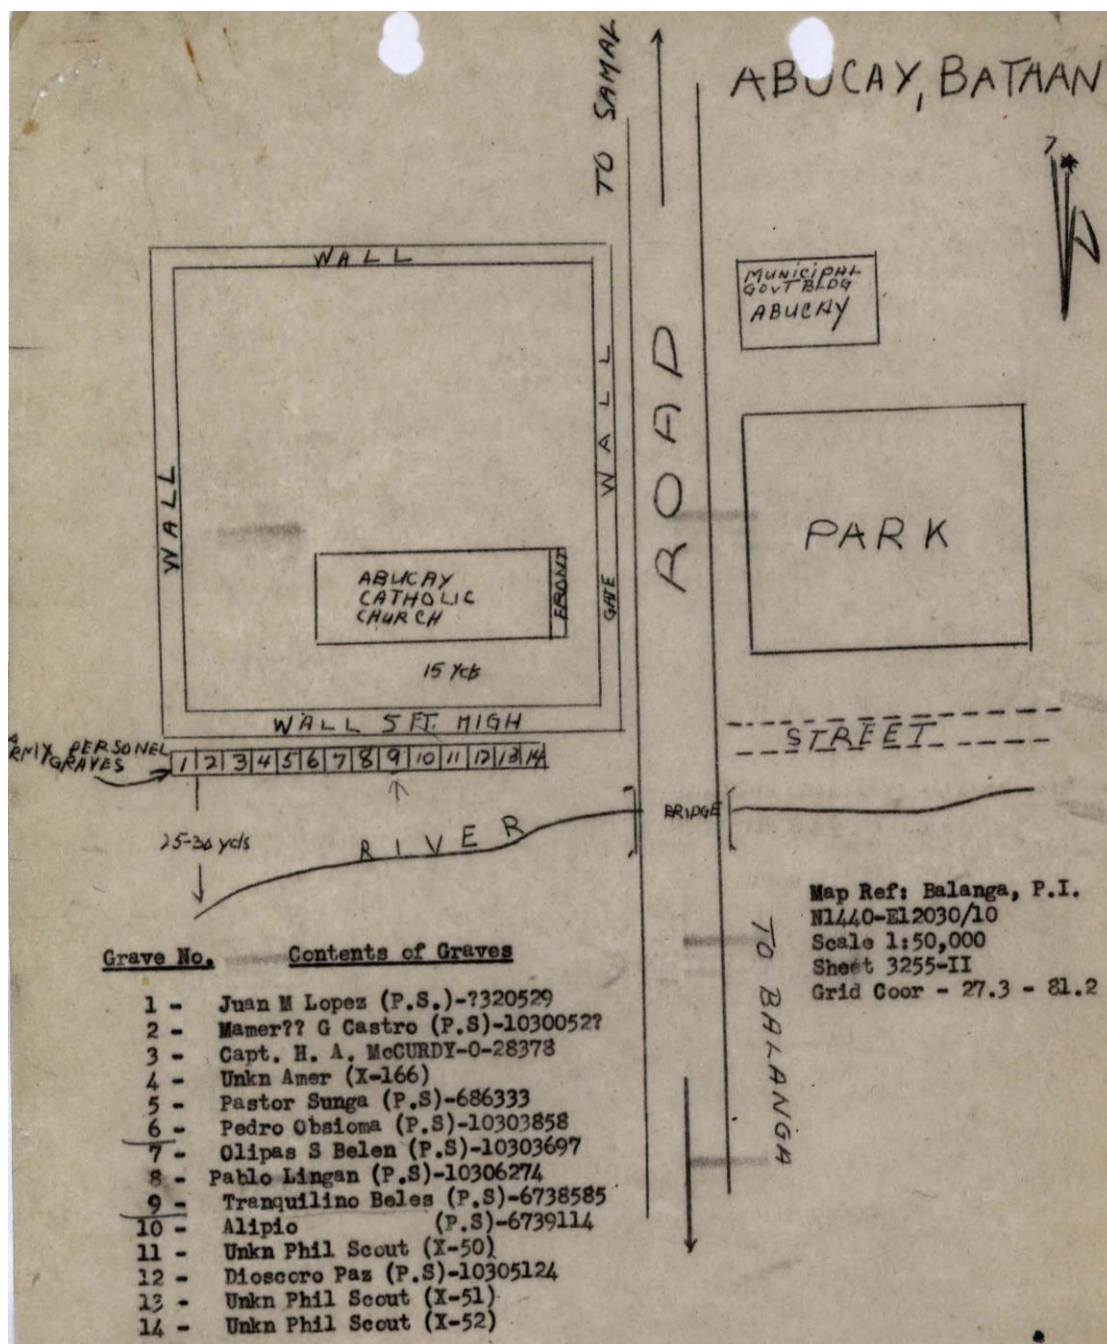 ABUCAY, BATAAN
TO SAMAL
N
WALL
WALL
WALL
GATE
WALL 5 FT. HIGH
ROAD
MUNICIPAL
GOVT BLDG
ABUCAY
PARK
ABUCAY
CATHOLIC
CHURCH
FRONT
15 Yds
ARMY PERSONEL
GRAVES
1 2 3 4 5 6 7 8 9 10 11 12 13 14
STREET
25-30 yds
RIVER
BRIDGE
TO BALANGA
Map Ref: Balanga, P.I.
N1440-E12030/10
Scale 1:50,000
Sheet 3255-II
Grid Coor - 27.3 - 81.2
Grave No. Contents of Graves
1 - Juan M Lopez (P.S.)-?320529
2 - Mamer?? G Castro (P.S)-1030052?
3 - Capt. H. A. McCURDY-O-28378
4 - Unkn Amer (X-166)
5 - Pastor Sunga (P.S)-686333
6 - Pedro Obsioma (P.S)-10303858
7 - Olipas S Belen (P.S)-10303697
8 - Pablo Lingan (P.S)-10306274
9 - Tranquilino Beles (P.S)-6738585
10 - Alipio (P.S)-6739114
11 - Unkn Phil Scout (X-50)
12 - Dioscoro Paz (P.S)-10305124
13 - Unkn Phil Scout (X-51)
14 - Unkn Phil Scout (X-52)